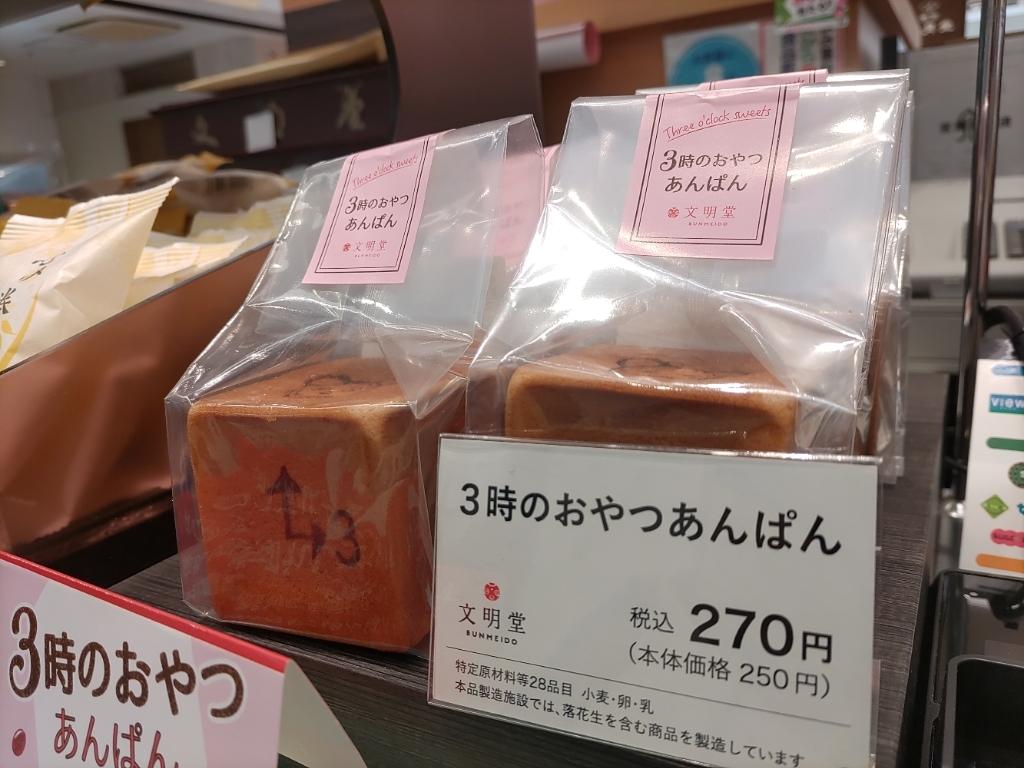 Three o'clock sweets
3時のおやつ
あんぱん
文明堂
BUNMEIDO
Three o'clock sweets
3時のおやつ
あんぱん
文明堂
BUNMEIDO
3
3時のおやつあんぱん
文明堂
BUNMEIDO
税込 270円
(本体価格 250円)
特定原材料等28品目 小麦・卵・乳
本品製造施設では、落花生を含む商品を製造しています
3時のおやつ
あんぱん
view